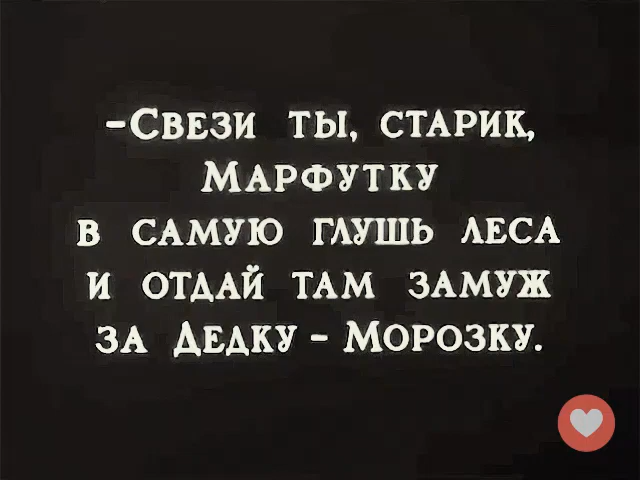 -Свези ты, старик,
Марфутку
в самую глушь леса
и отдай там замуж
за Дедку - Морозку.